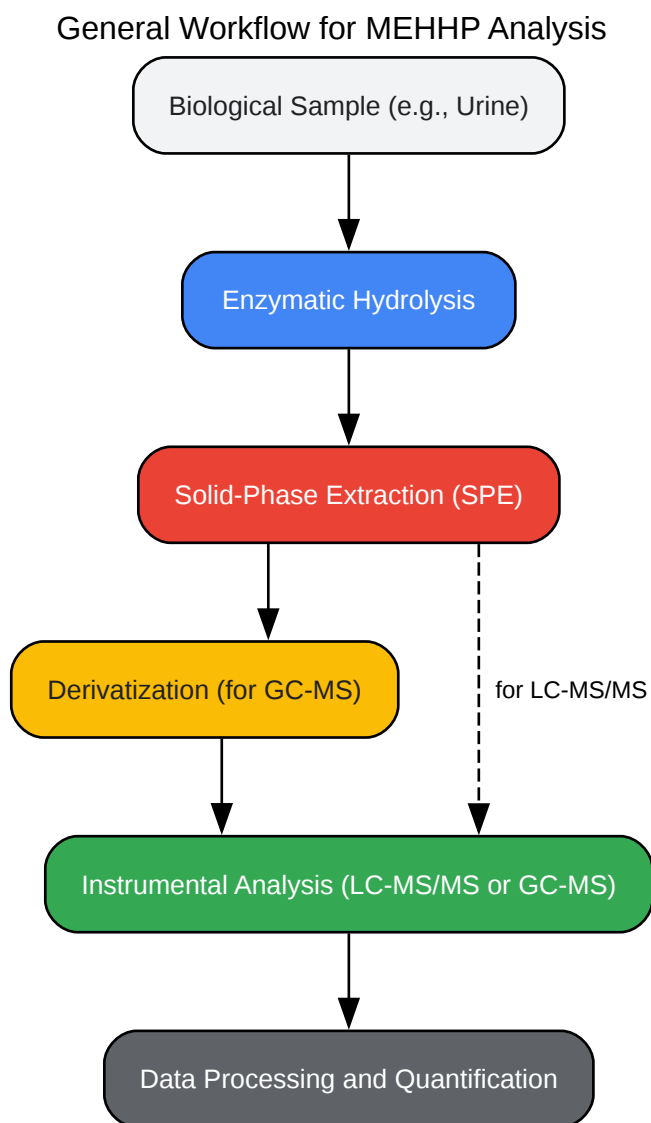 General Workflow for MEHHP Analysis
Biological Sample (e.g., Urine)
Enzymatic Hydrolysis
Solid-Phase Extraction (SPE)
Derivatization (for GC-MS)
for LC-MS/MS
Instrumental Analysis (LC-MS/MS or GC-MS)
Data Processing and Quantification